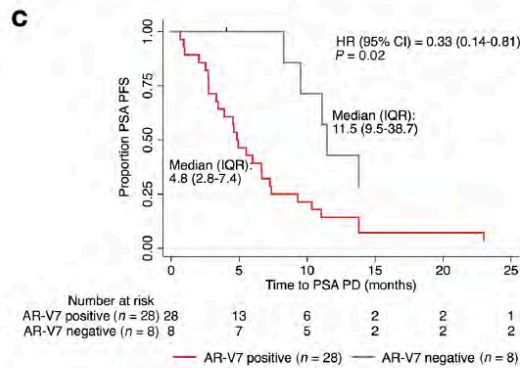 C
HR (95% CI) = 0.33 (0.14-0.81)
P = 0.02
Median (IQR):
11.5 (9.5-38.7)
Median (IQR):
4.8 (2.8-7.4)
Proportion PSA PFS
1.00
0.75
0.50
0.25
0.00
0 5 10 15 20 25
Time to PSA PD (months)
Number at risk
AR-V7 positive (n = 28) 28 13 6 2 2 1
AR-V7 negative (n = 8) 8 7 5 2 2 2
AR-V7 positive (n = 28) AR-V7 negative (n = 8)